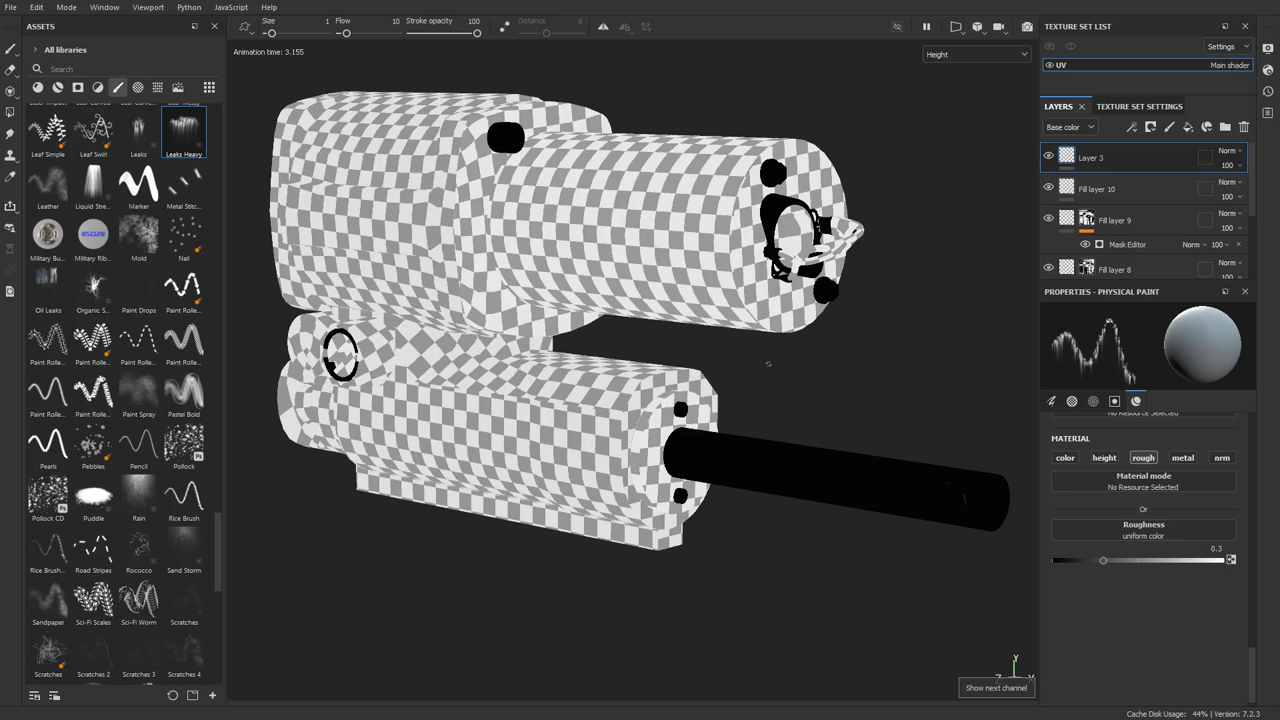 File Edit Mode Window Viewport Python JavaScript Help
ASSETS
Size 1 Flow 10 Stroke opacity 100 Distance 8
TEXTURE SET LIST
All libraries
Animation time: 3.155
Height
Settings
UV Main shader
Search
LAYERS TEXTURE SET SETTINGS
Base color
Leaf Simple Leaf Swirl Leaks Leaks Heavy
Layer 3 Norm 100
Fill layer 10 Norm 100
Leather Liquid Stre... Marker Metal Stitc...
Fill layer 9 Norm 100
Mask Editor Norm 100
Military Bu... Military Rib... Mold Nail
Fill layer 8 Norm 100
PROPERTIES - PHYSICAL PAINT
Oil Leaks Organic S... Paint Drops Paint Rolle...
Paint Rolle... Paint Rolle... Paint Rolle... Paint Rolle...
Paint Rolle... Paint Rolle... Paint Spray Pastel Bold
No Resource Selected
MATERIAL
color height rough metal nrm
Pearls Pebbles Pencil Pollock
Material mode
No Resource Selected
Or
Pollock CD Puddle Rain Rice Brush
Roughness
uniform color
0.3
Rice Brush... Road Stripes Rococco Sand Storm
Sandpaper Sci-Fi Scales Sci-Fi Worm Scratches
Scratches Scratches 2 Scratches 3 Scratches 4
Y
Show next channel
Cache Disk Usage: 44% | Version: 7.2.3